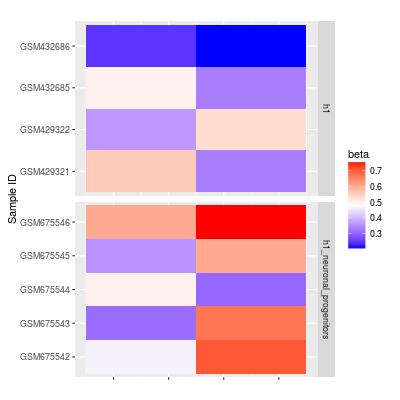 GSM432686
GSM432685
GSM429322
GSM429321
h1
GSM675546
GSM675545
GSM675544
GSM675543
GSM675542
h1_neuronal_progenitors
Sample ID
beta
0.7
0.6
0.5
0.4
0.3